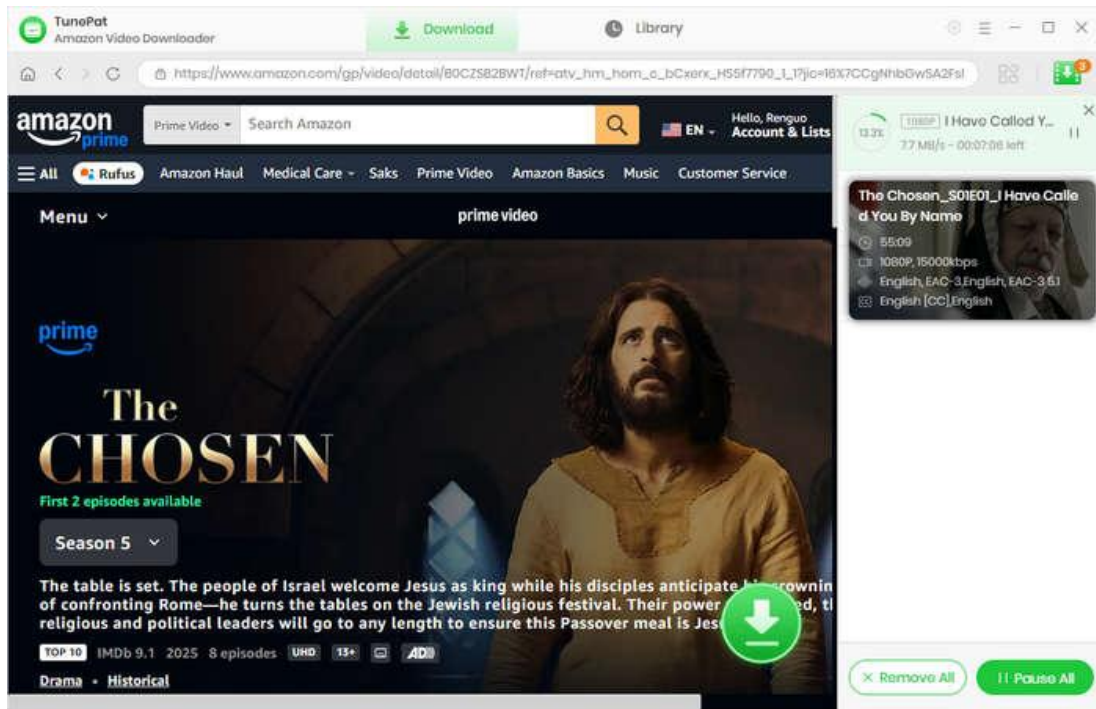 TunePat
Amazon Video Downloader
Download
Library
https://www.amazon.com/gp/video/detail/
3
amazon
prime
Prime Video
Search Amazon
EN
Hello, Renguo
Account & Lists
All
Rufus
Amazon Haul
Medical Care
Saks
Prime Video
Amazon Basics
Music
Customer Service
Menu
prime video
prime
The
CHOSEN
First 2 episodes available
Season 5
The table is set. The people of Israel welcome Jesus as king while his disciples anticipate
of confronting Rome—he turns the tables on the Jewish religious festival. Their power
religious and political leaders will go to any length to ensure this Passover meal is
TOP 10 IMDb 9.1 2025 8 episodes UHD 13+ AD
Drama • Historical
13.3%
1080P I Have Called Y...
7.7 MB/s - 00:07:06 left
The Chosen_S01E01_I Have Calle
d You By Name
55:09
1080P, 15000kbps
English, EAC-3,English, EAC-3 5.1
English [CC],English
Remove All
Pause All